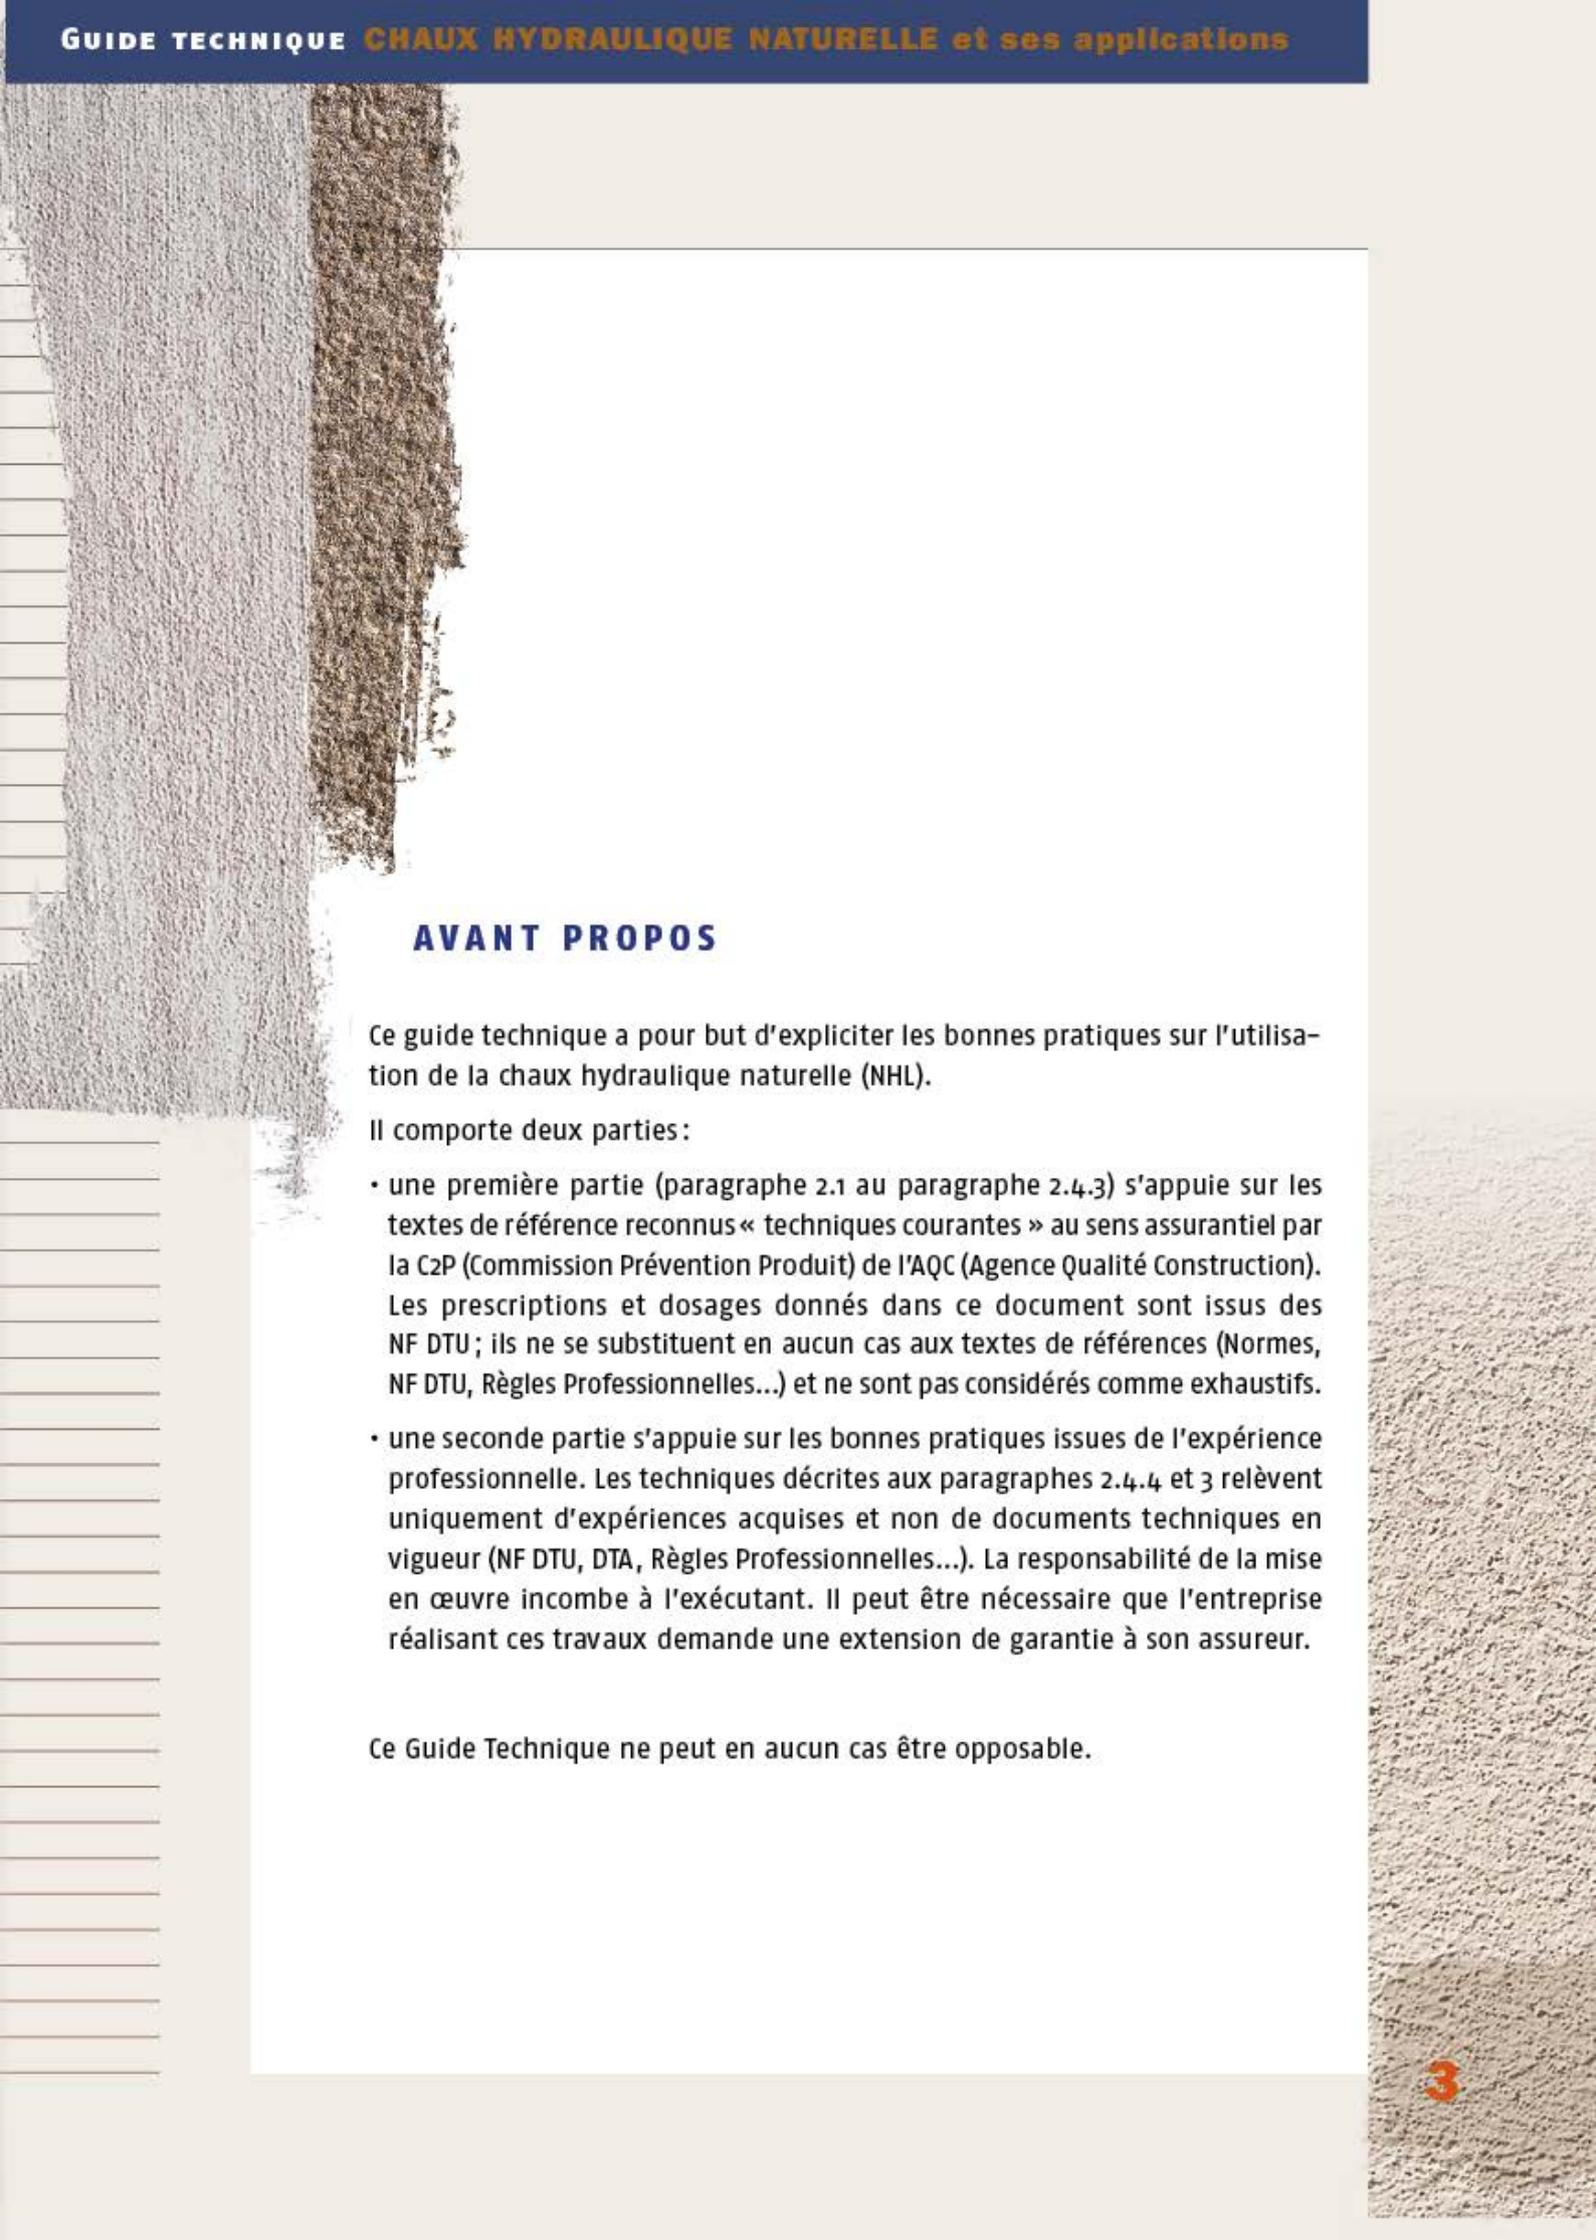 GUIDE TECHNIQUE CHAUX HYDRAULIQUE NATURELLE et ses applications
AVANT PROPOS
Ce guide technique a pour but d'expliciter les bonnes pratiques sur l'utilisa-
tion de la chaux hydraulique naturelle (NHL).
Il comporte deux parties :
• une première partie (paragraphe 2.1 au paragraphe 2.4.3) s'appuie sur les
textes de référence reconnus « techniques courantes » au sens assurantiel par
la C2P (Commission Prévention Produit) de l'AQC (Agence Qualité Construction).
Les prescriptions et dosages donnés dans ce document sont issus des
NF DTU ; ils ne se substituent en aucun cas aux textes de références (Normes,
NF DTU, Règles Professionnelles...) et ne sont pas considérés comme exhaustifs.
• une seconde partie s'appuie sur les bonnes pratiques issues de l'expérience
professionnelle. Les techniques décrites aux paragraphes 2.4.4 et 3 relèvent
uniquement d'expériences acquises et non de documents techniques en
vigueur (NF DTU, DTA, Règles Professionnelles...). La responsabilité de la mise
en œuvre incombe à l'exécutant. Il peut être nécessaire que l'entreprise
réalisant ces travaux demande une extension de garantie à son assureur.
Ce Guide Technique ne peut en aucun cas être opposable.
3